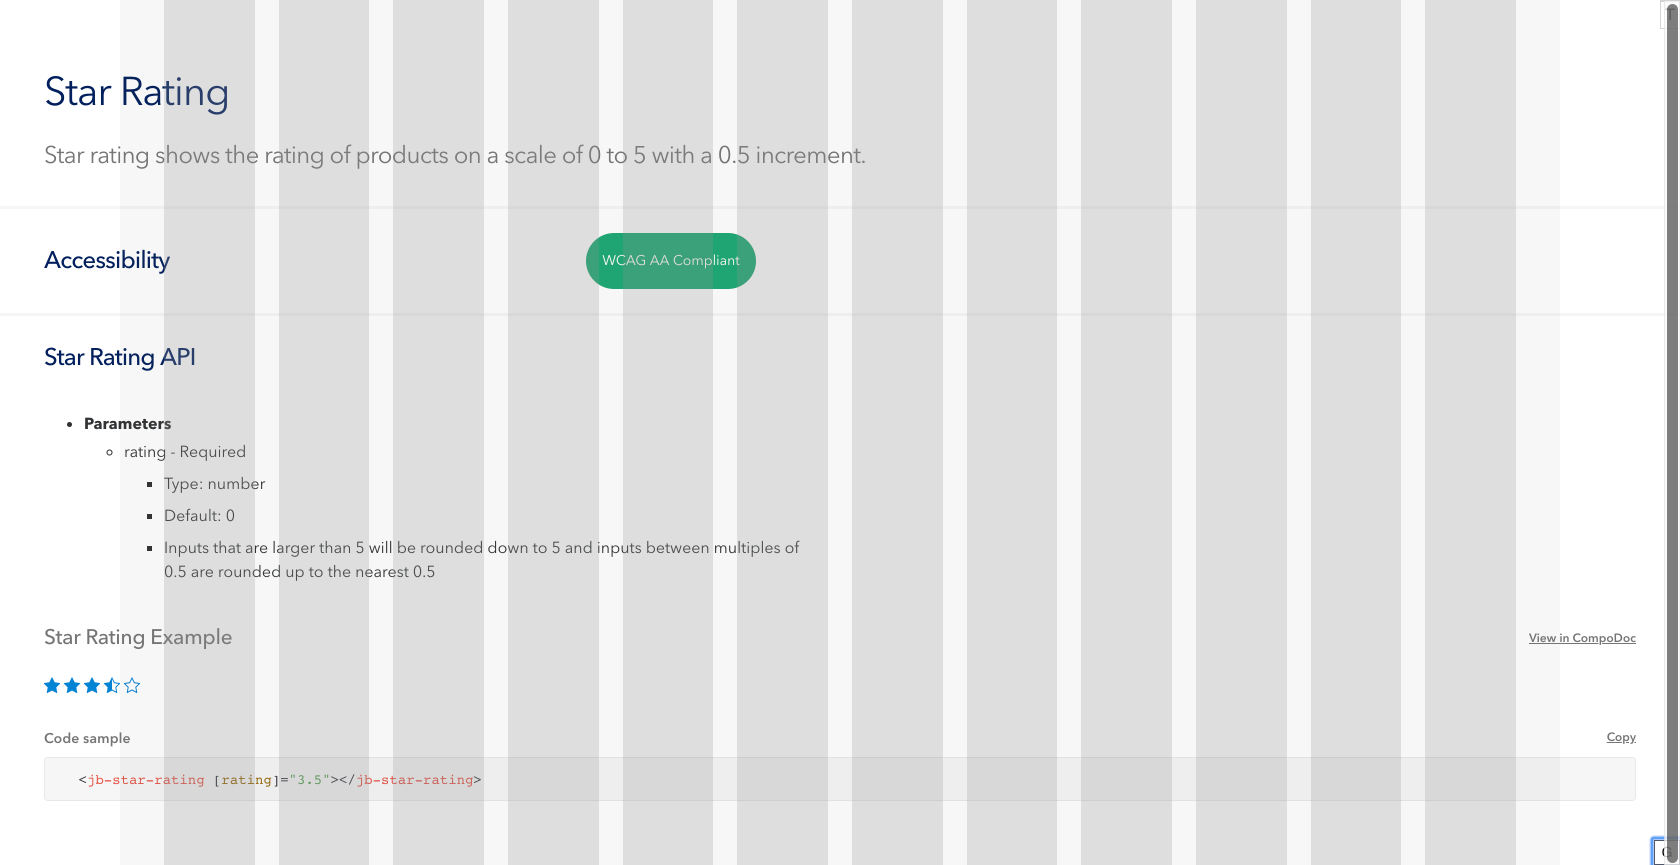 T
Star Rating
Star rating shows the rating of products on a scale of 0 to 5 with a 0.5 increment.
Accessibility
WCAG AA Compliant
Star Rating API
Parameters
rating - Required
Type: number
Default: 0
Inputs that are larger than 5 will be rounded down to 5 and inputs between multiples of
0.5 are rounded up to the nearest 0.5
Star Rating Example
View in CompoDoc
Code sample
Copy
<jb-star-rating [rating]="3.5"></jb-star-rating>
G